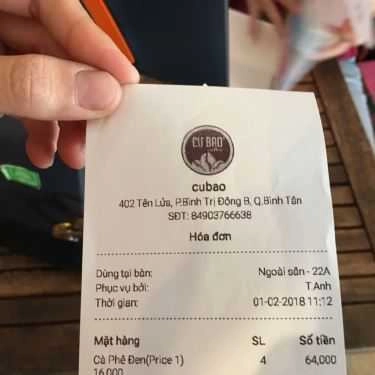 CU BAO
coffee
cubao
402 Tên Lửa, P.Bình Trị Đông B, Q.Bình Tân
SĐT: 84903766638
Hóa đơn
Dùng tại bàn: Ngoài sân - 22A
Phục vụ bởi: T.Anh
Thời gian: 01-02-2018 11:12
Mặt hàng SL Số tiền
Cà Phê Đen(Price 1) 4 64,000
16,000